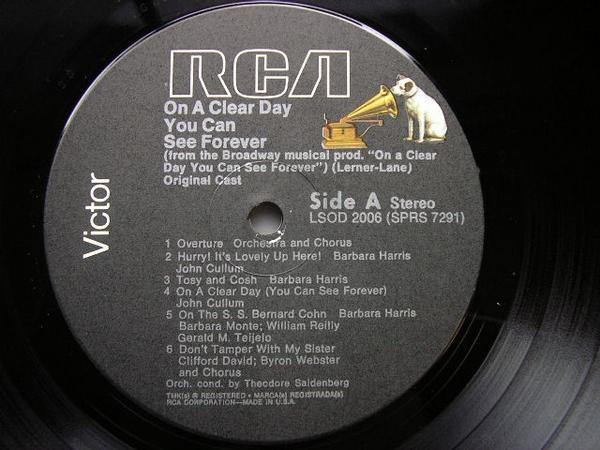 RCA
On A Clear Day
You Can
See Forever
(from the Broadway musical prod. "On a Clear
Day You Can See Forever") (Lerner-Lane)
Original Cast
Side A Stereo
LSOD 2006 (SPRS 7291)
Victor
1 Overture Orchestra and Chorus
2 Hurry! It's Lovely Up Here! Barbara Harris
John Cullum
3 Tosy and Cosh Barbara Harris
4 On A Clear Day (You Can See Forever)
John Cullum
5 On The S. S. Bernard Cohn Barbara Harris
Barbara Monte; William Reilly
Gerald M. Teijelo
6 Don't Tamper With My Sister
Clifford David; Byron Webster
and Chorus
Orch. cond. by Theodore Saidenberg
TMK(s) ® REGISTERED • MARCA(s) REGISTRADA(s)
RCA CORPORATION—MADE IN U.S.A.